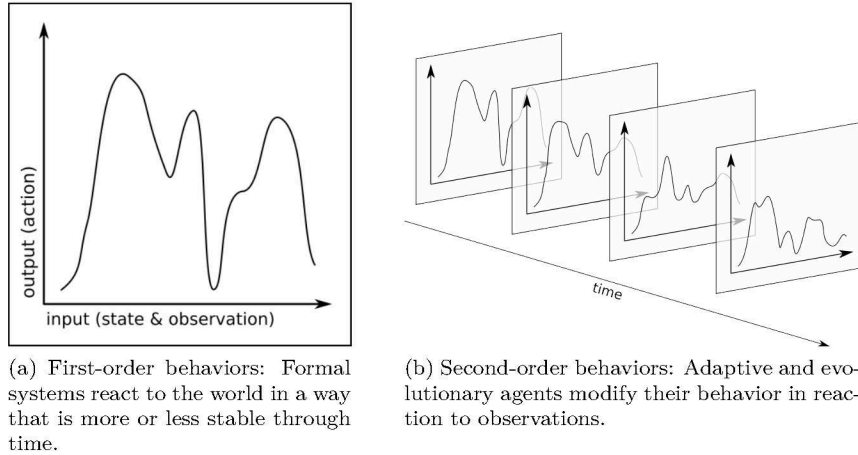 output (action)
input (state & observation)
(a) First-order behaviors: Formal
systems react to the world in a way
that is more or less stable through
time.
time
(b) Second-order behaviors: Adaptive and evo-
lutionary agents modify their behavior in reac-
tion to observations.